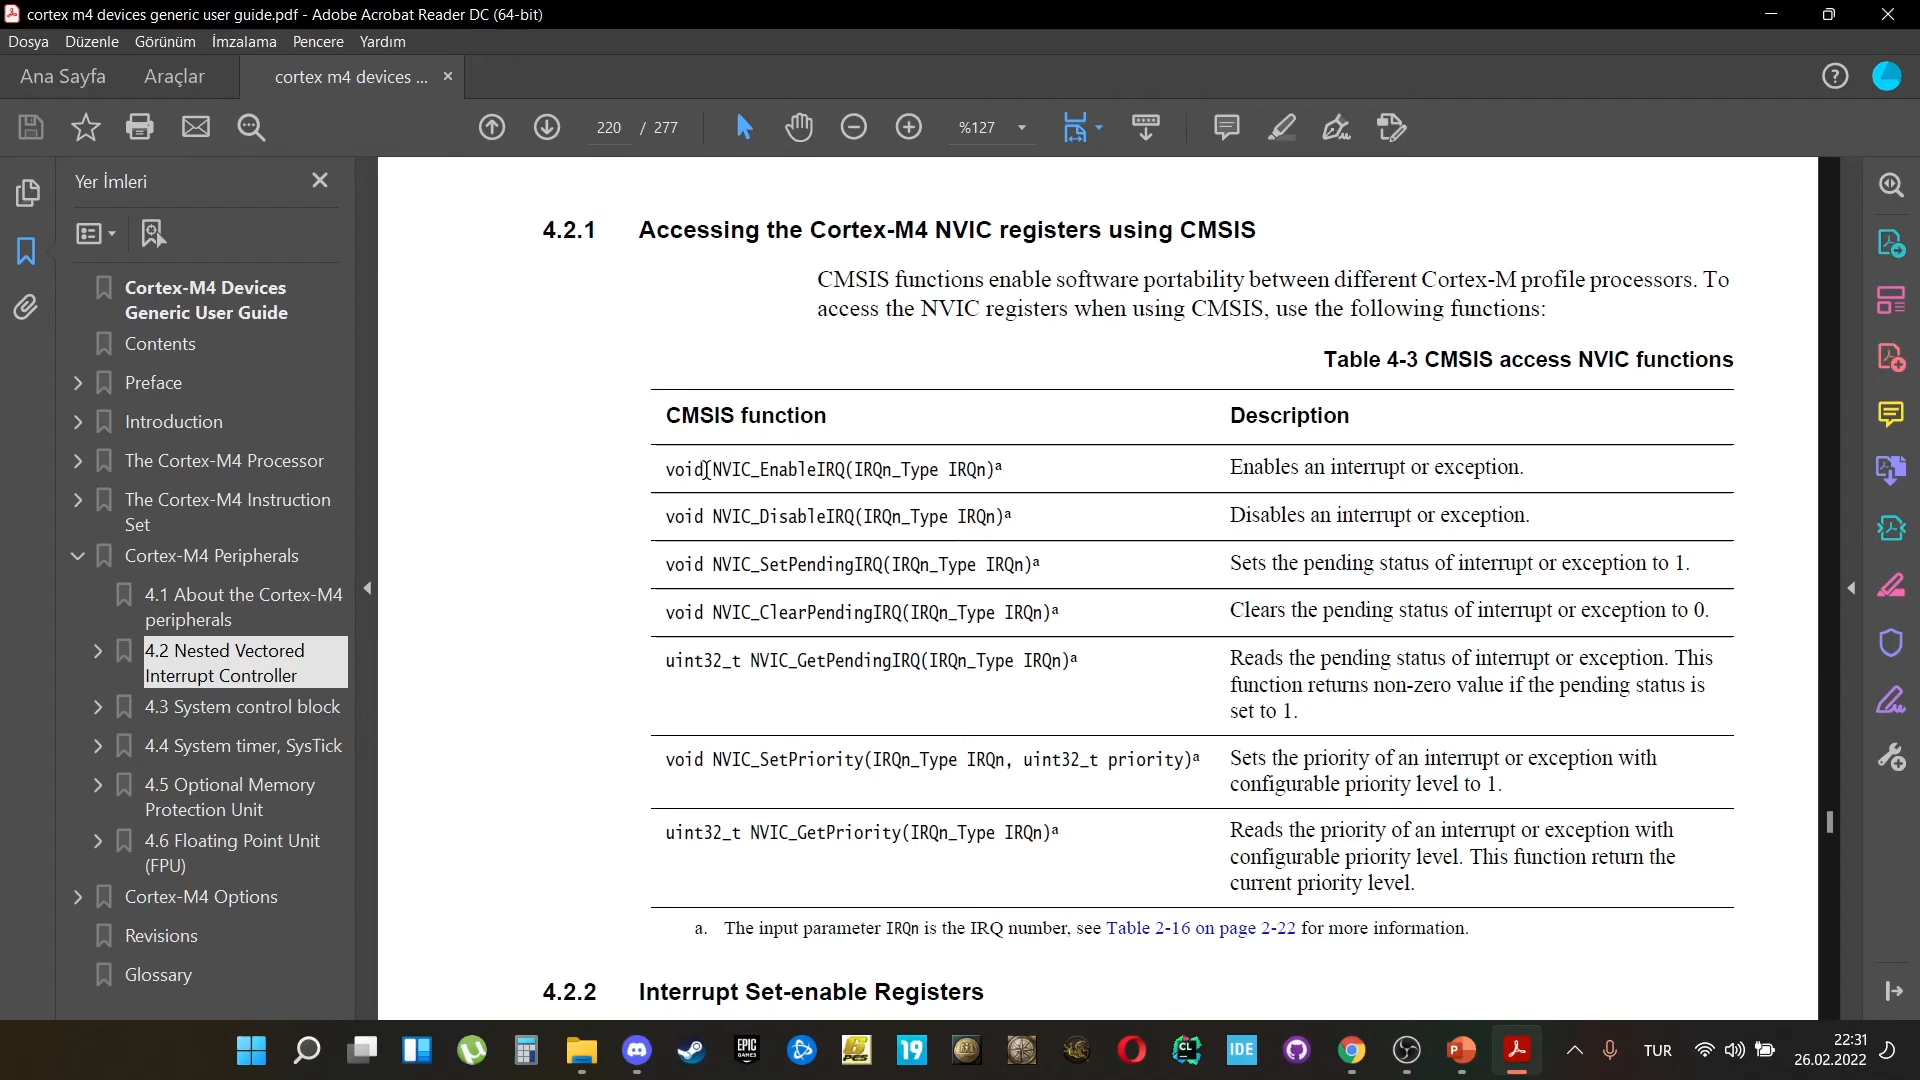 cortex m4 devices generic user guide.pdf - Adobe Acrobat Reader DC (64-bit)
Dosya Düzenle Görünüm İmzalama Pencere Yardım
Ana Sayfa Araçlar cortex m4 devices ... ×
220 / 277 %127
Yer İmleri
Cortex-M4 Devices
Generic User Guide
Contents
Preface
Introduction
The Cortex-M4 Processor
The Cortex-M4 Instruction
Set
Cortex-M4 Peripherals
4.1 About the Cortex-M4
peripherals
4.2 Nested Vectored
Interrupt Controller
4.3 System control block
4.4 System timer, SysTick
4.5 Optional Memory
Protection Unit
4.6 Floating Point Unit
(FPU)
Cortex-M4 Options
Revisions
Glossary
4.2.1 Accessing the Cortex-M4 NVIC registers using CMSIS
CMSIS functions enable software portability between different Cortex-M profile processors. To
access the NVIC registers when using CMSIS, use the following functions:
Table 4-3 CMSIS access NVIC functions
CMSIS function Description
void NVIC_EnableIRQ(IRQn_Type IRQn)a Enables an interrupt or exception.
void NVIC_DisableIRQ(IRQn_Type IRQn)a Disables an interrupt or exception.
void NVIC_SetPendingIRQ(IRQn_Type IRQn)a Sets the pending status of interrupt or exception to 1.
void NVIC_ClearPendingIRQ(IRQn_Type IRQn)a Clears the pending status of interrupt or exception to 0.
uint32_t NVIC_GetPendingIRQ(IRQn_Type IRQn)a Reads the pending status of interrupt or exception. This
function returns non-zero value if the pending status is
set to 1.
void NVIC_SetPriority(IRQn_Type IRQn, uint32_t priority)a Sets the priority of an interrupt or exception with
configurable priority level to 1.
uint32_t NVIC_GetPriority(IRQn_Type IRQn)a Reads the priority of an interrupt or exception with
configurable priority level. This function return the
current priority level.
a. The input parameter IRQn is the IRQ number, see Table 2-16 on page 2-22 for more information.
4.2.2 Interrupt Set-enable Registers
EPIC GAMES 6 PES 19 CL IDE P TUR 22:31
26.02.2022